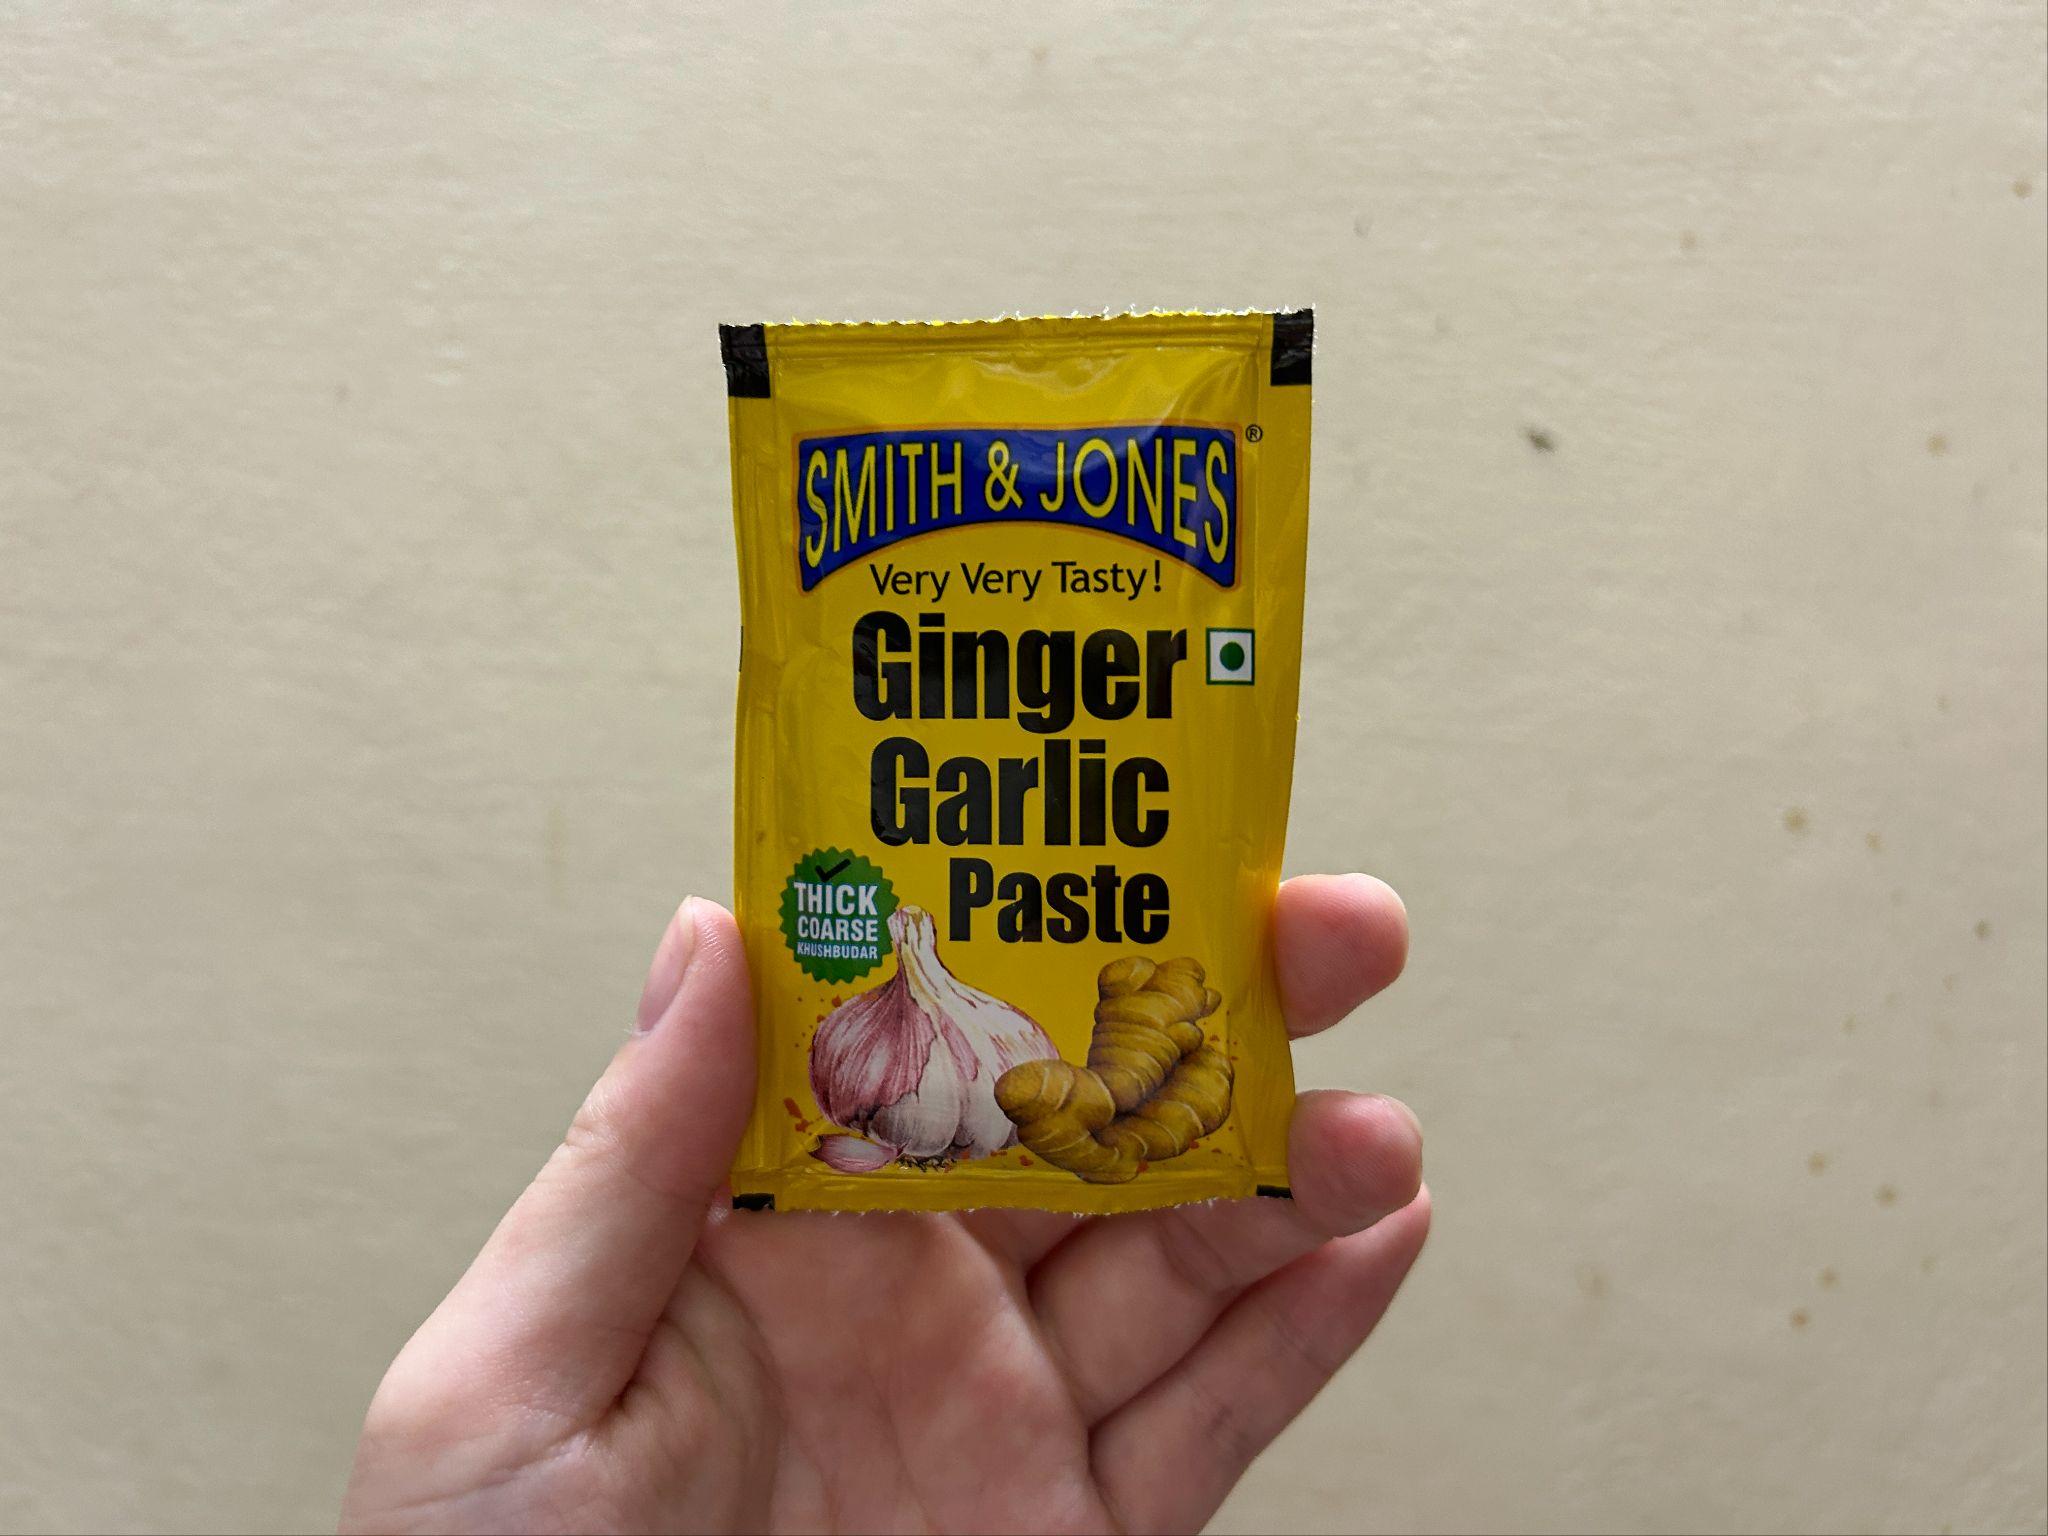 SMITH & JONES®
Very Very Tasty!
Ginger
Garlic
Paste
THICK
COARSE
KHUSHBUDAR